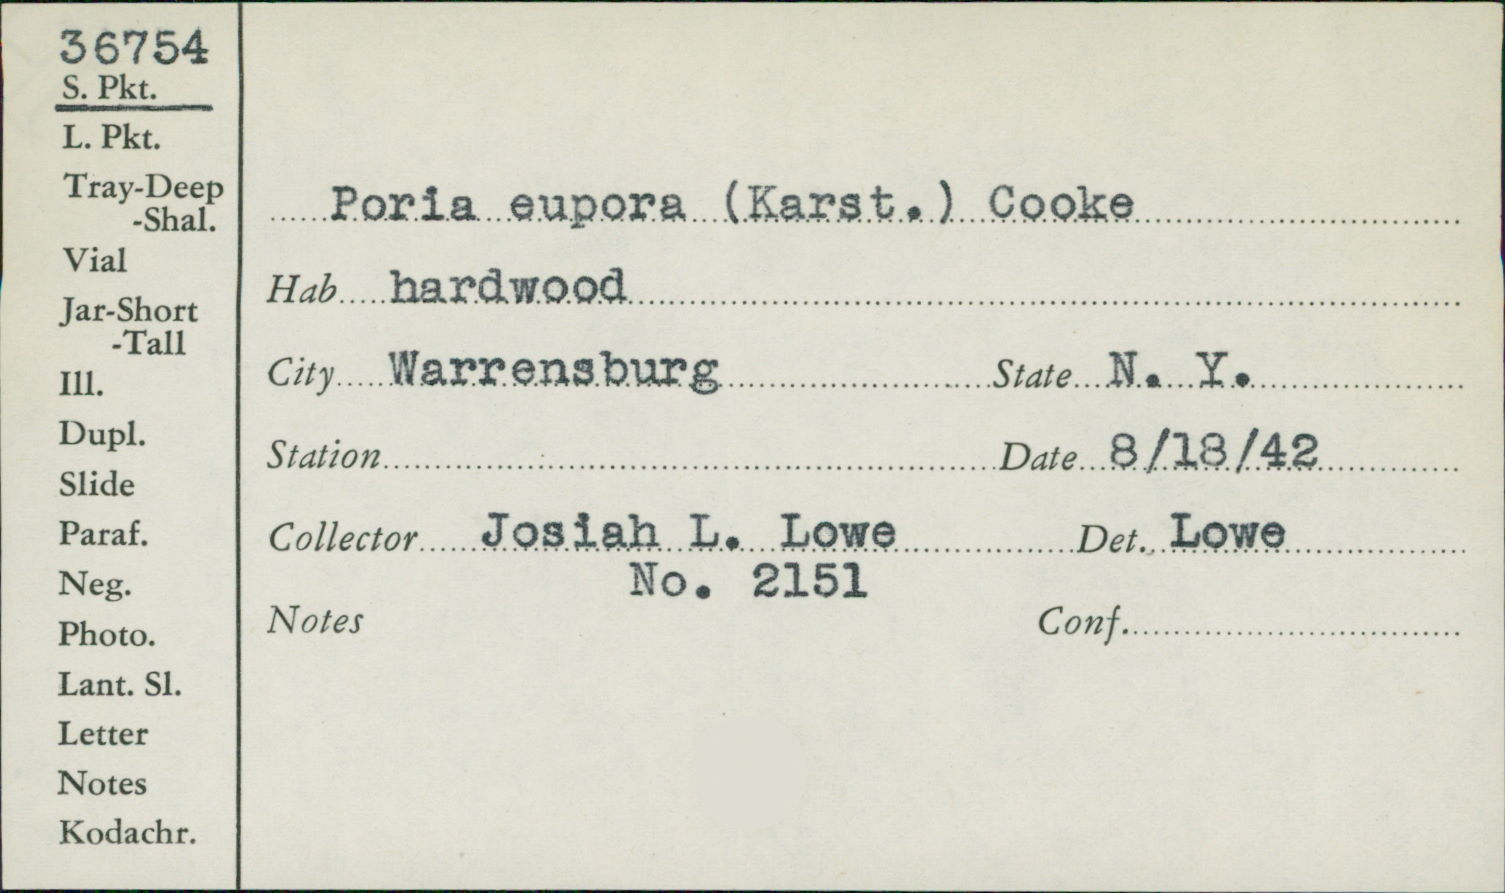 36754
S. Pkt.
L. Pkt.
Tray-Deep
-Shal.
Vial
Jar-Short
-Tall
Ill.
Dupl.
Slide
Paraf.
Neg.
Photo.
Lant. Sl.
Letter
Notes
Kodachr.
Poria eupora (Karst.) Cooke
Hab hardwood
City Warrensburg State N. Y.
Station Date 8/18/42
Collector Josiah L. Lowe Det. Lowe
No. 2151
Notes Conf.